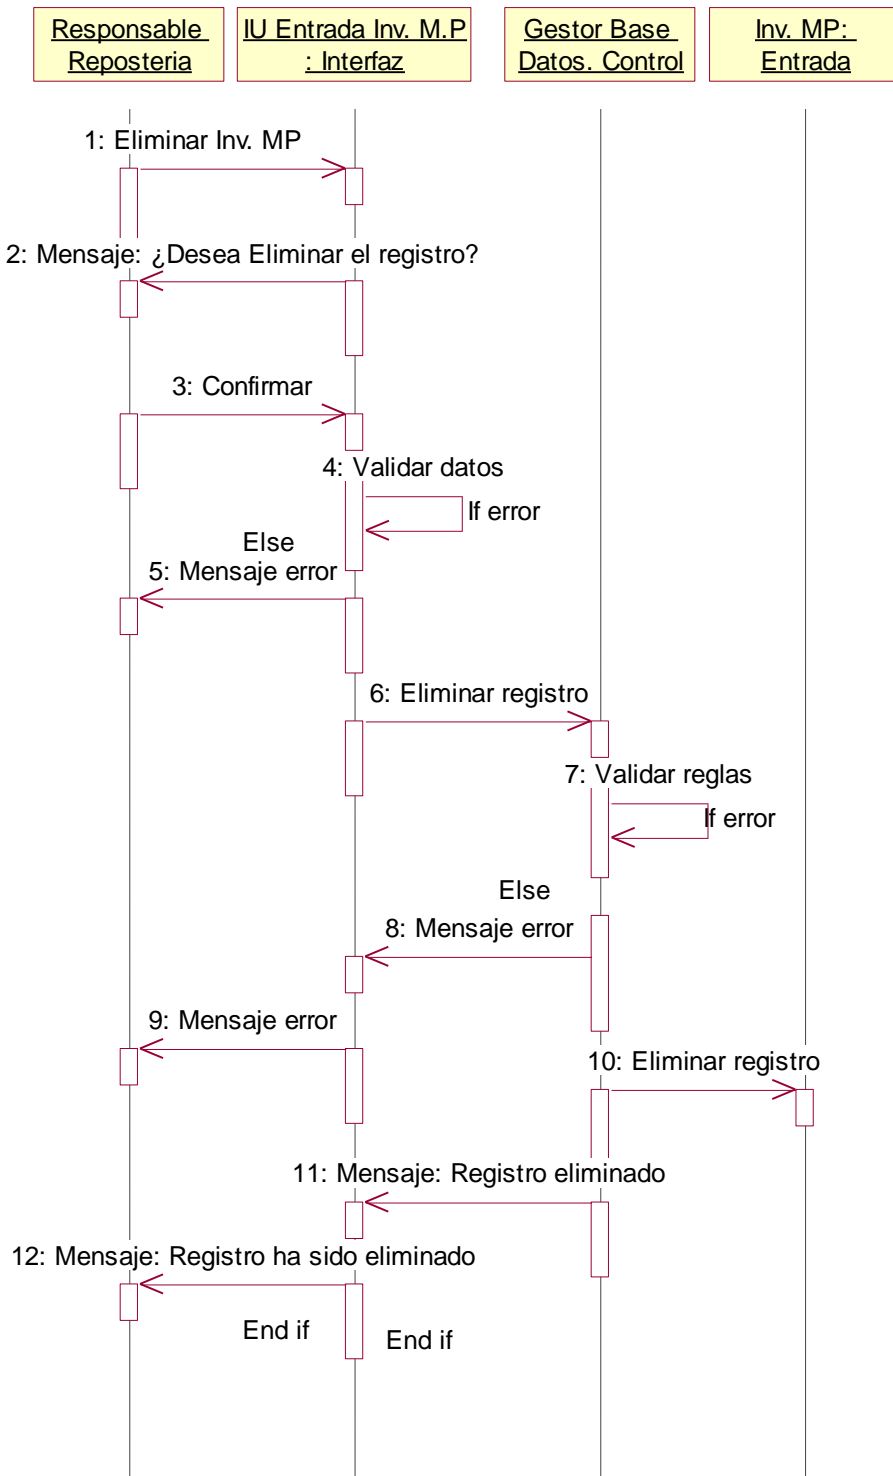 Responsable
Reposteria
IU Entrada Inv. M.P
: Interfaz
Gestor Base
Datos. Control
Inv. MP:
Entrada
1: Eliminar Inv. MP
2: Mensaje: ¿Desea Eliminar el registro?
3: Confirmar
4: Validar datos
If error
Else
5: Mensaje error
6: Eliminar registro
7: Validar reglas
If error
Else
8: Mensaje error
9: Mensaje error
10: Eliminar registro
11: Mensaje: Registro eliminado
12: Mensaje: Registro ha sido eliminado
End if
End if